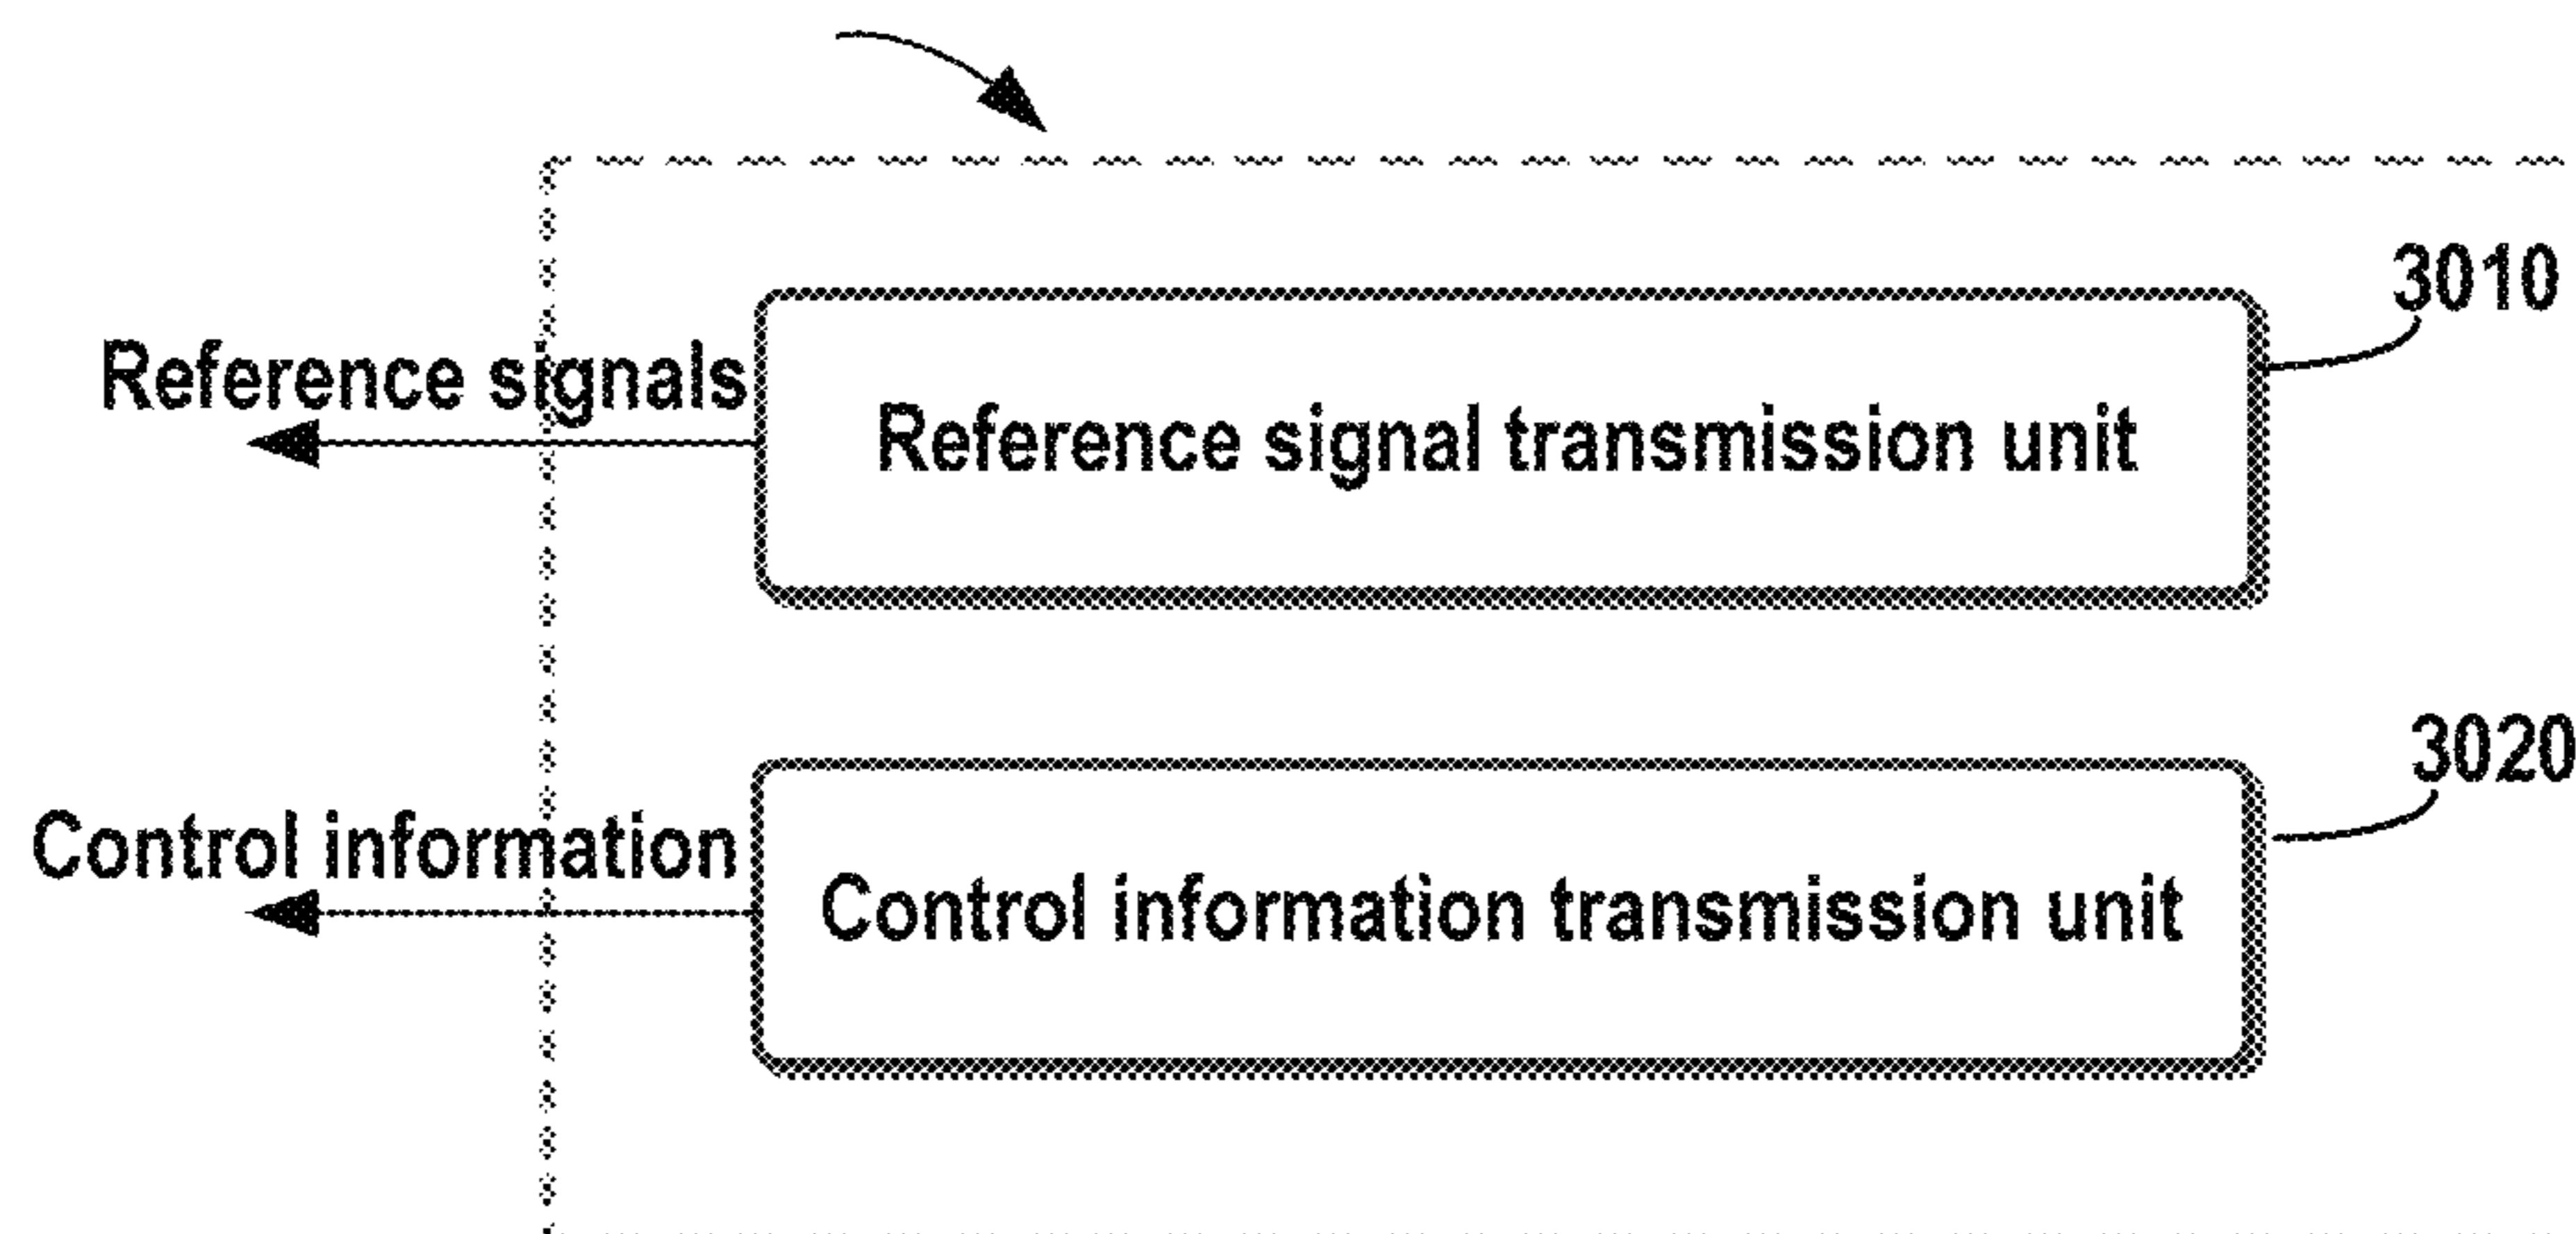 3010
Reference signals
Reference signal transmission unit
3020
Control information
Control information transmission unit